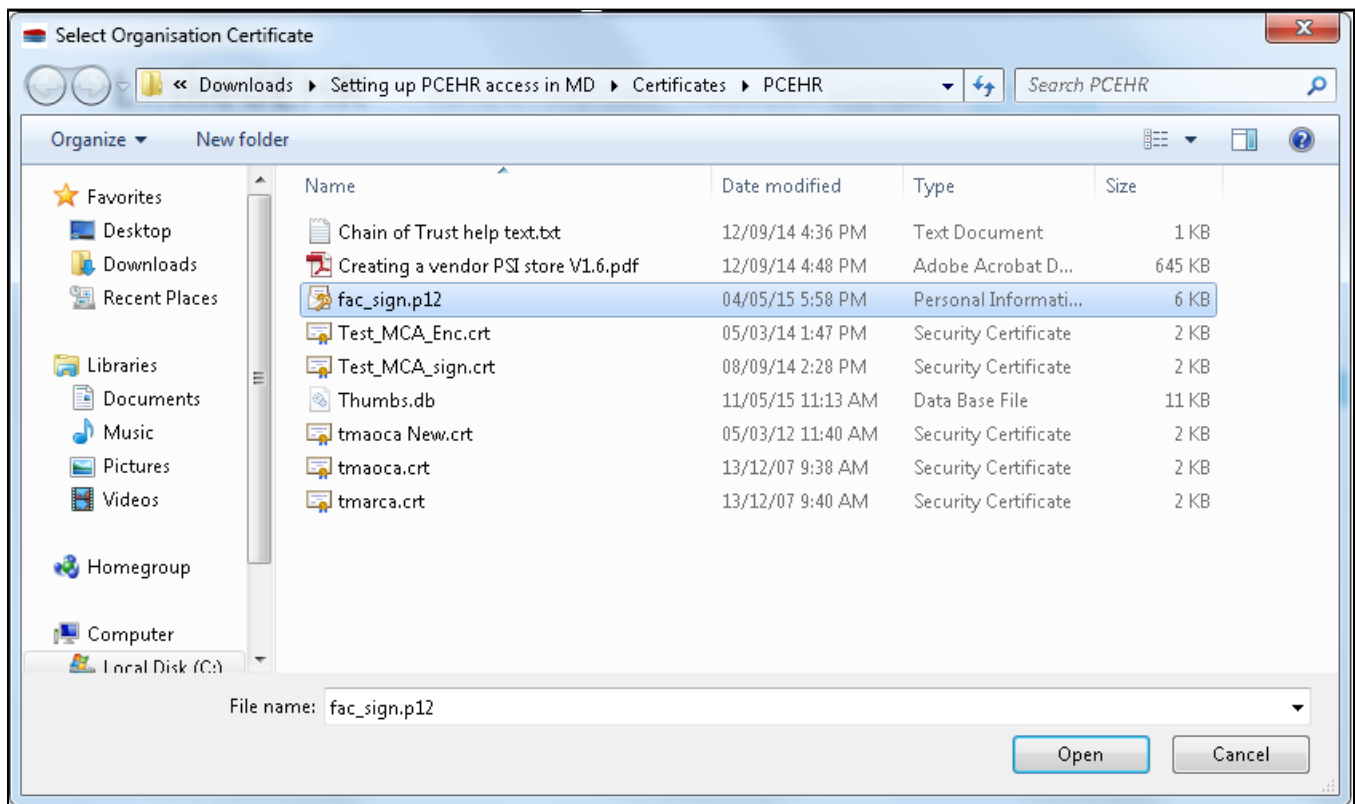 Select Organisation Certificate
« Downloads ▸ Setting up PCEHR access in MD ▸ Certificates ▸ PCEHR Search PCEHR
Organize New folder
Favorites
Desktop
Downloads
Recent Places
Libraries
Documents
Music
Pictures
Videos
Homegroup
Computer
Local Disk (C:)
Name Date modified Type Size
Chain of Trust help text.txt 12/09/14 4:36 PM Text Document 1 KB
Creating a vendor PSI store V1.6.pdf 12/09/14 4:48 PM Adobe Acrobat D... 645 KB
fac_sign.p12 04/05/15 5:58 PM Personal Informati... 6 KB
Test_MCA_Enc.crt 05/03/14 1:47 PM Security Certificate 2 KB
Test_MCA_sign.crt 08/09/14 2:28 PM Security Certificate 2 KB
Thumbs.db 11/05/15 11:13 AM Data Base File 11 KB
tmaoca New.crt 05/03/12 11:40 AM Security Certificate 2 KB
tmaoca.crt 13/12/07 9:38 AM Security Certificate 2 KB
tmarca.crt 13/12/07 9:40 AM Security Certificate 2 KB
File name: fac_sign.p12
Open Cancel